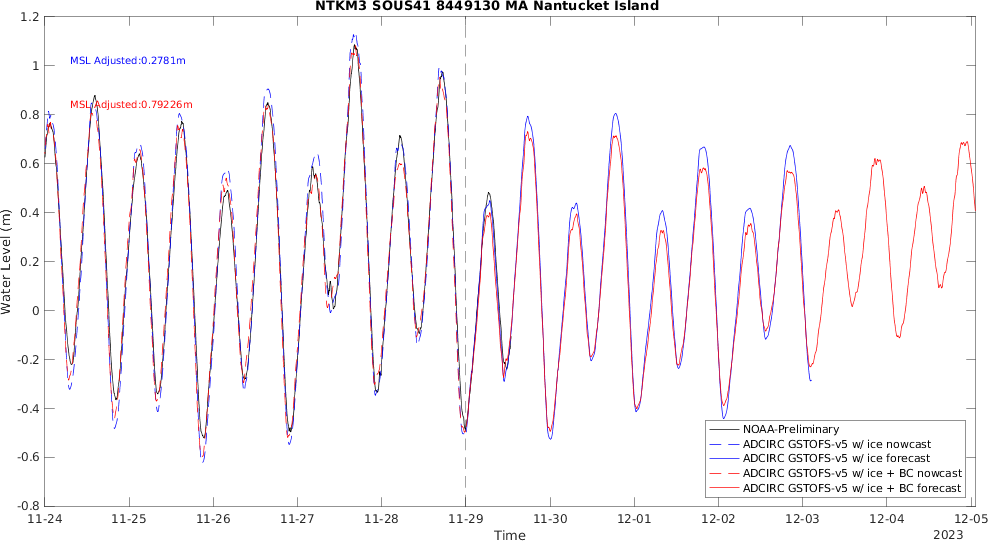 NTKM3 SOUS41 8449130 MA Nantucket Island
1.2
1
0.8
0.6
0.4
0.2
0
-0.2
-0.4
-0.6
-0.8
Water Level (m)
MSL Adjusted:0.2781m
MSL Adjusted:0.79226m
NOAA-Preliminary
ADCIRC GSTOFS-v5 w/ ice nowcast
ADCIRC GSTOFS-v5 w/ ice forecast
ADCIRC GSTOFS-v5 w/ ice + BC nowcast
ADCIRC GSTOFS-v5 w/ ice + BC forecast
11-24 11-25 11-26 11-27 11-28 11-29 11-30 12-01 12-02 12-03 12-04 12-05
Time
2023